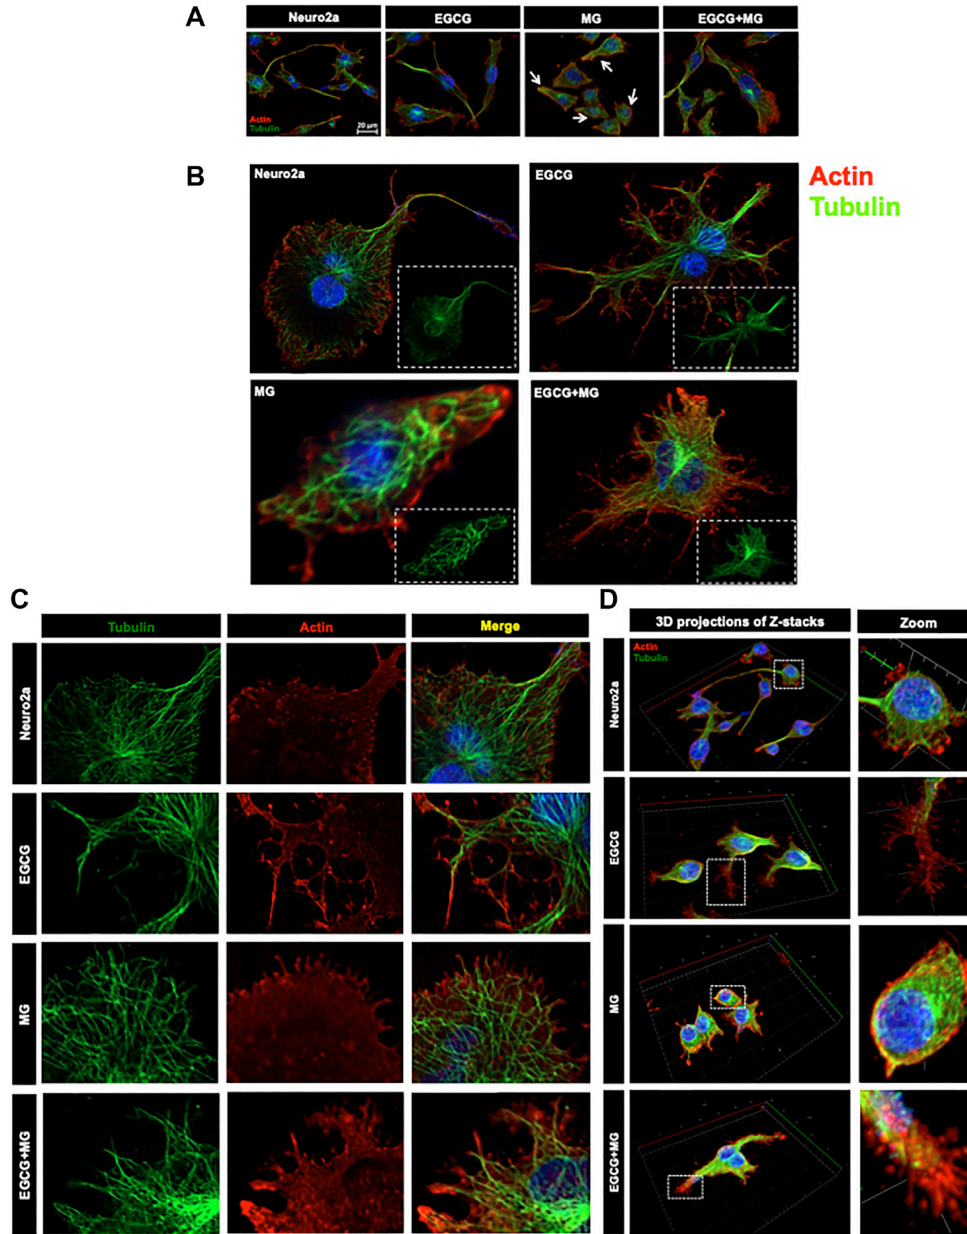 A
Neuro2a
EGCG
MG
EGCG+MG
Actin
Tubulin
20 μm
B
Neuro2a
EGCG
Actin
Tubulin
MG
EGCG+MG
C
Tubulin
Actin
Merge
Neuro2a
EGCG
MG
EGCG+MG
D
3D projections of Z-stacks
Zoom
Actin
Tubulin
Neuro2a
EGCG
MG
EGCG+MG